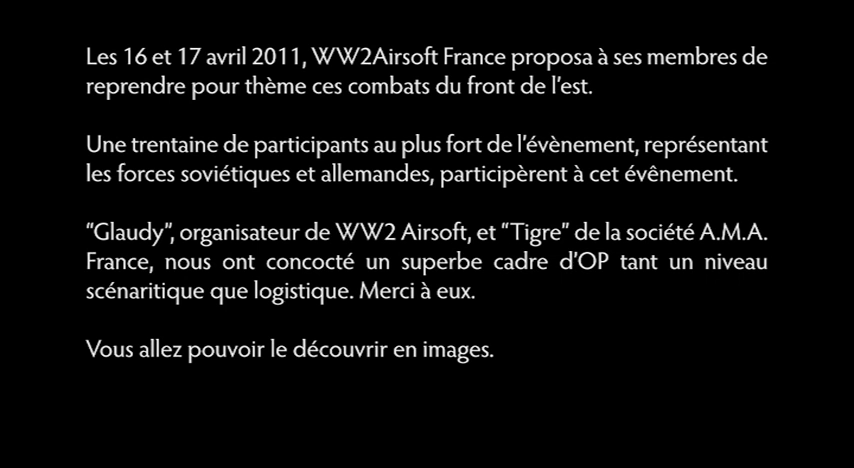 Les 16 et 17 avril 2011, WW2Airsoft France proposa à ses membres de
reprendre pour thème ces combats du front de l'est.
Une trentaine de participants au plus fort de l'évènement, représentant
les forces soviétiques et allemandes, participèrent à cet évênement.
"Glaudy", organisateur de WW2 Airsoft, et "Tigre" de la société A.M.A.
France, nous ont concocté un superbe cadre d'OP tant un niveau
scénaritique que logistique. Merci à eux.
Vous allez pouvoir le découvrir en images.